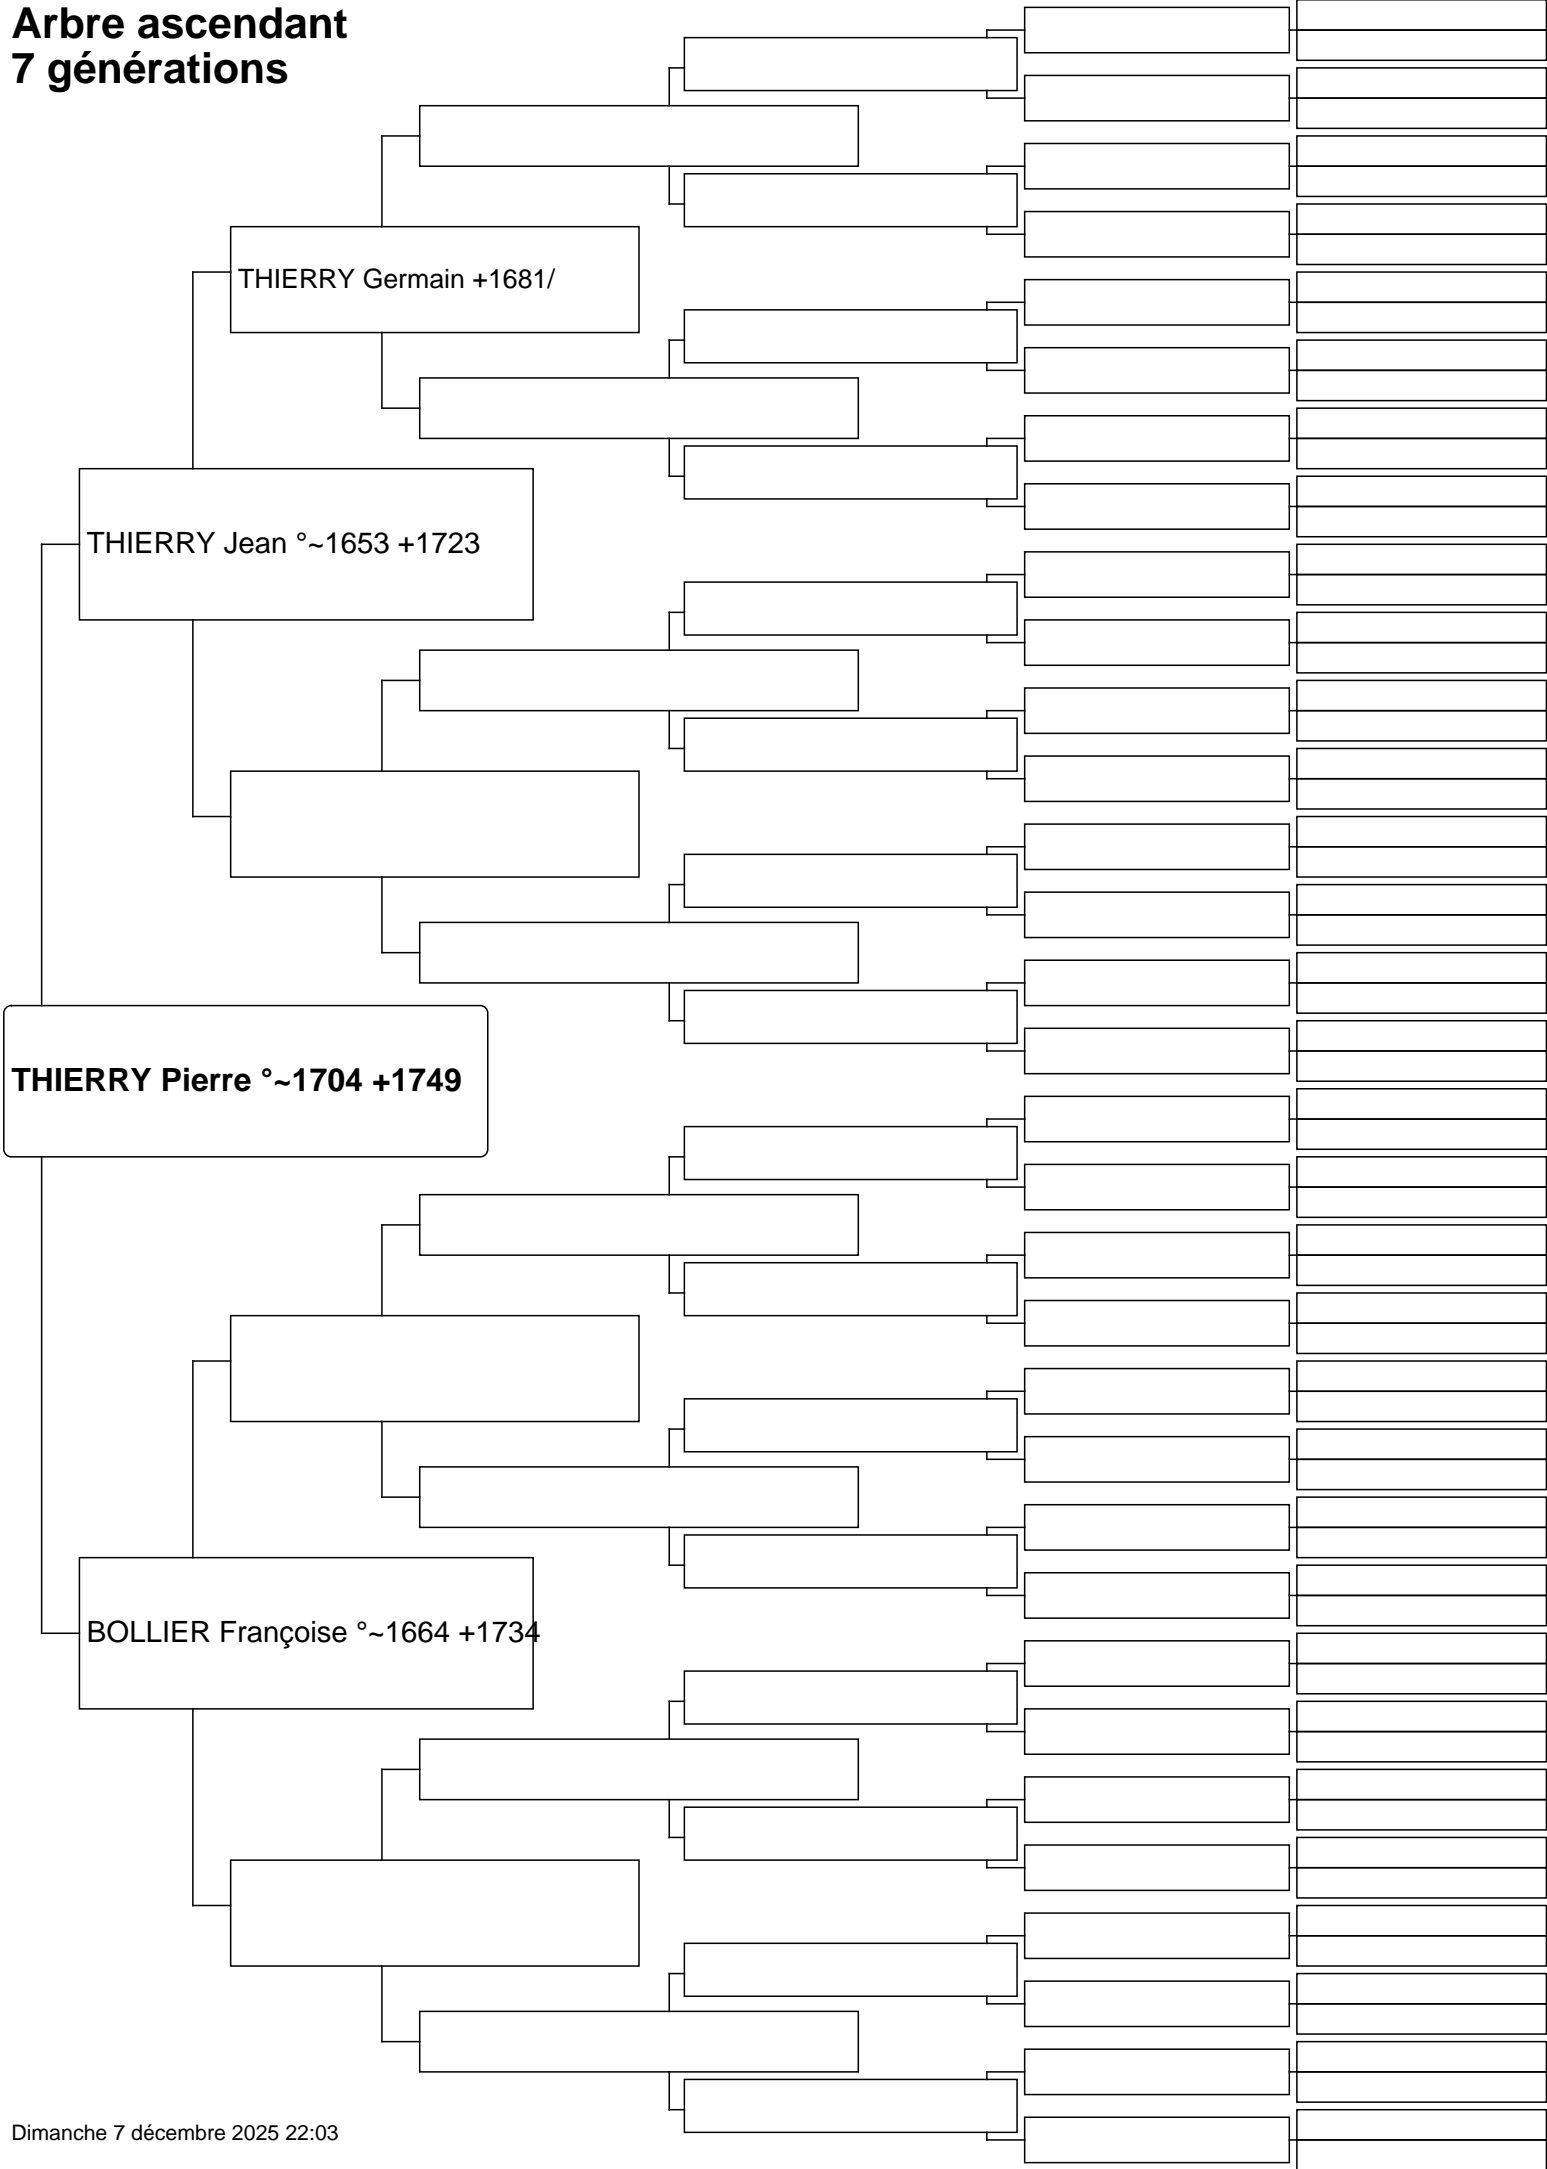 Arbre ascendant
7 générations
THIERRY Germain +1681/
THIERRY Jean °~1653 +1723
THIERRY Pierre °~1704 +1749
BOLLIER Françoise °~1664 +1734
Dimanche 7 décembre 2025 22:03